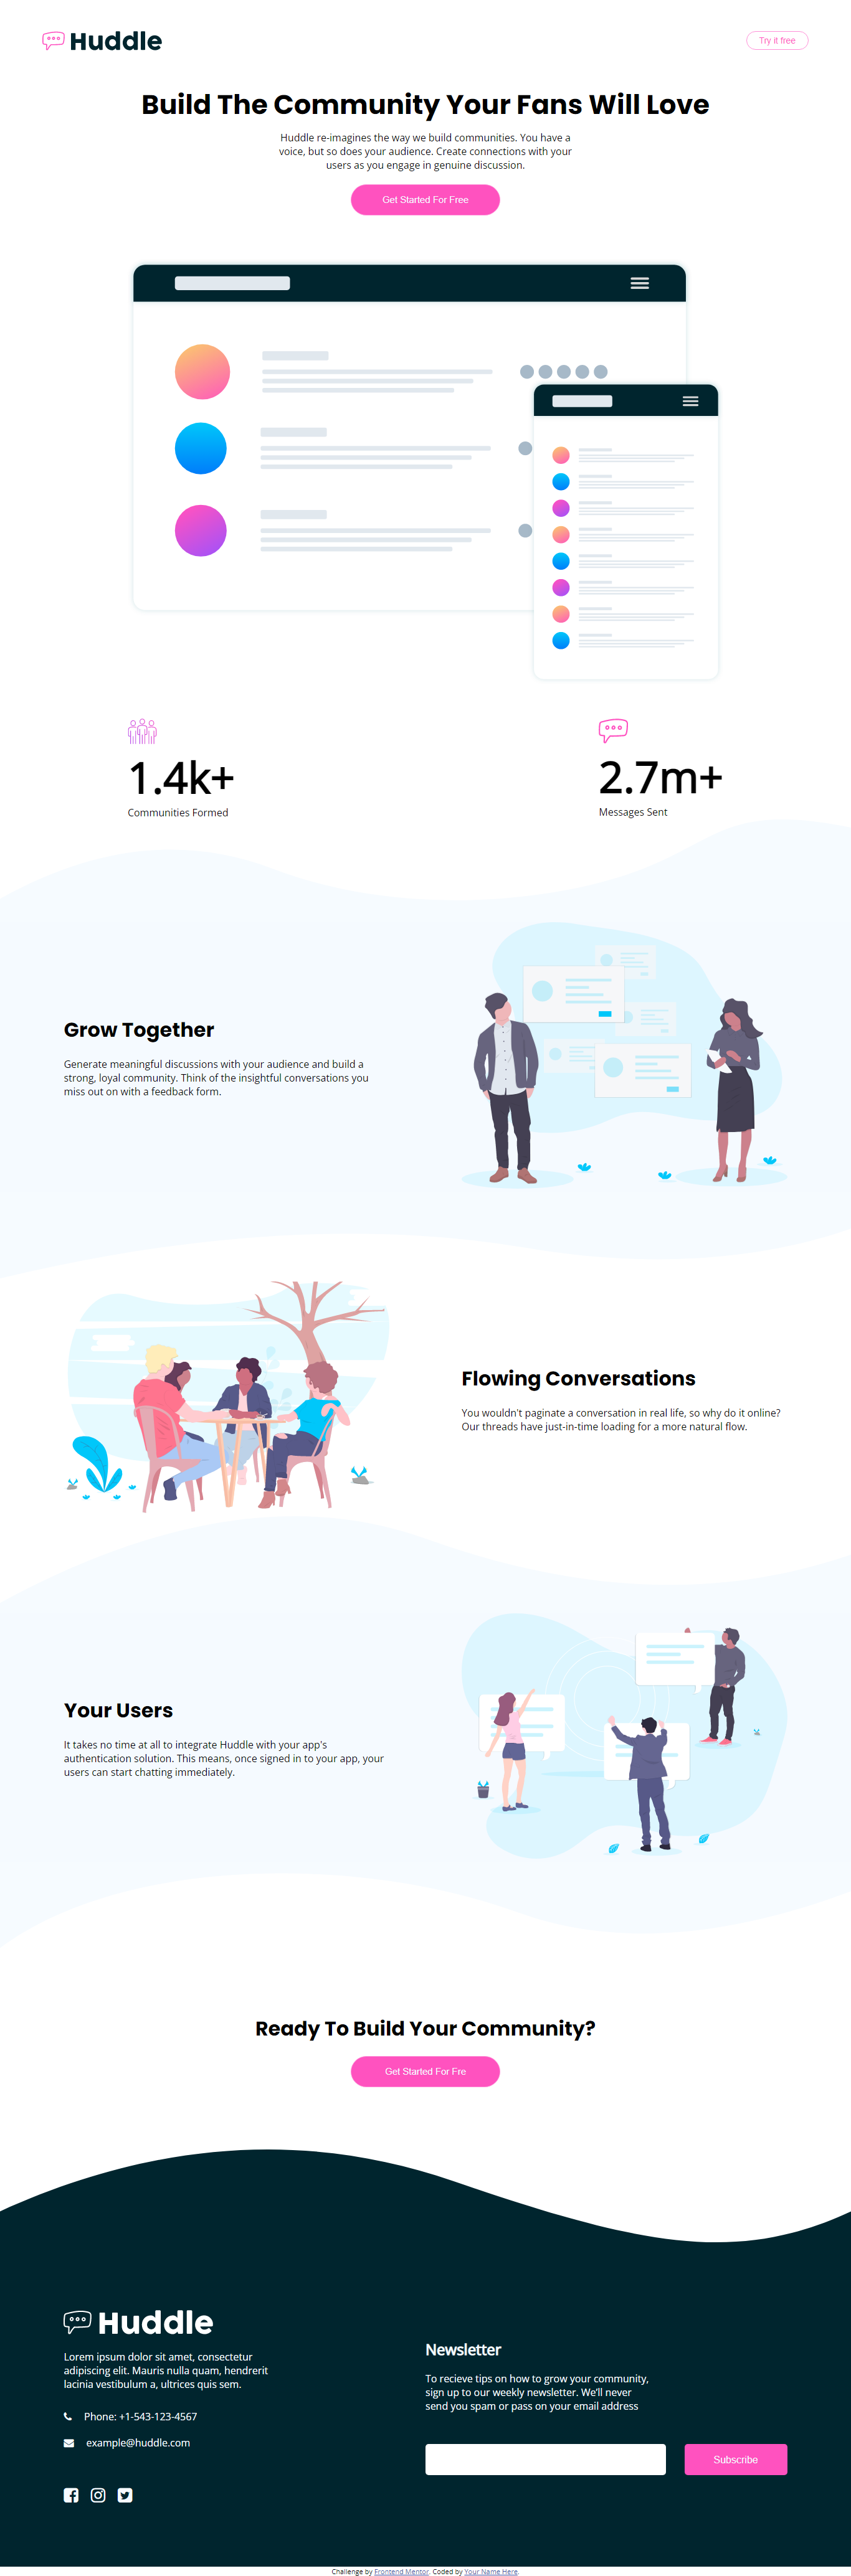 Huddle
Try it free
Build The Community Your Fans Will Love
Huddle re-imagines the way we build communities. You have a
voice, but so does your audience. Create connections with your
users as you engage in genuine discussion.
Get Started For Free
1.4k+
Communities Formed
2.7m+
Messages Sent
Grow Together
Generate meaningful discussions with your audience and build a
strong, loyal community. Think of the insightful conversations you
miss out on with a feedback form.
Flowing Conversations
You wouldn't paginate a conversation in real life, so why do it online?
Our threads have just-in-time loading for a more natural flow.
Your Users
It takes no time at all to integrate Huddle with your app's
authentication solution. This means, once signed in to your app, your
users can start chatting immediately.
Ready To Build Your Community?
Get Started For Fre
Huddle
Lorem ipsum dolor sit amet, consectetur
adipiscing elit. Mauris nulla quam, hendrerit
lacinia vestibulum a, ultrices quis sem.
Phone: +1-543-123-4567
example@huddle.com
Newsletter
To recieve tips on how to grow your community,
sign up to our weekly newsletter. We'll never
send you spam or pass on your email address
Subscribe
Challenge by Frontend Mentor. Coded by Your Name Here.